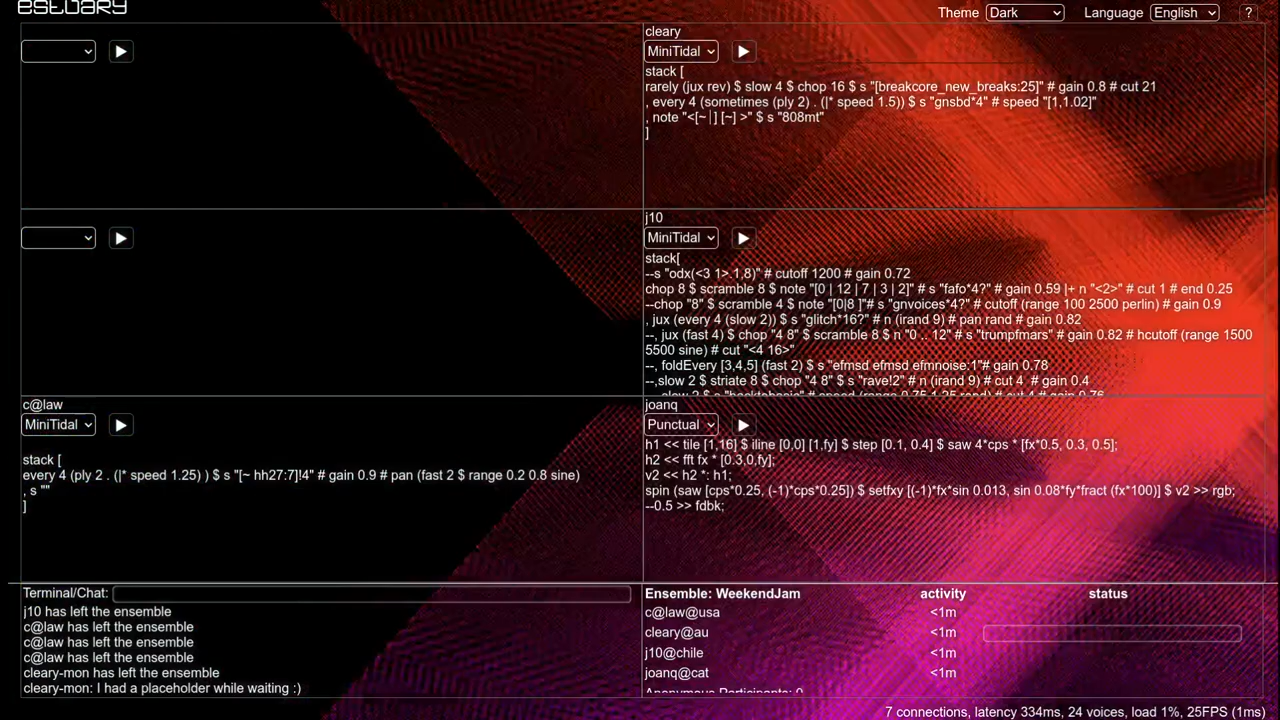 estuary
Theme Dark Language English ?
cleary
MiniTidal
stack [
rarely (jux rev) $ slow 4 $ chop 16 $ s "[breakcore_new_breaks:25]" # gain 0.8 # cut 21
, every 4 (sometimes (ply 2) . (|* speed 1.5)) $ s "gnsbd*4" # speed "[1,1.02]"
, note "<[~ ] [~] >" $ s "808mt"
]
j10
MiniTidal
stack[
--s "odx(<3 1>.1,8)" # cutoff 1200 # gain 0.72
chop 8 $ scramble 8 $ note "[0 | 12 | 7 | 3 | 2]" # s "fafo*4?" # gain 0.59 |+ n "<2>" # cut 1 # end 0.25
--chop "8" $ scramble 4 $ note "[0|8 ]"# s "gnvoices*4?" # cutoff (range 100 2500 perlin) # gain 0.9
, jux (every 4 (slow 2)) $ s "glitch*16?" # n (irand 9) # pan rand # gain 0.82
--, jux (fast 4) $ chop "4 8" $ scramble 8 $ n "0 .. 12" # s "trumpfmars" # gain 0.82 # hcutoff (range 1500
5500 sine) # cut "<4 16>"
--, foldEvery [3,4,5] (fast 2) $ s "efmsd efmsd efmnoise:1"# gain 0.78
--,slow 2 $ striate 8 $ chop "4 8" $ s "rave!2" # n (irand 9) # cut 4  # gain 0.4
c@law
MiniTidal
stack [
every 4 (ply 2 . (|* speed 1.25) ) $ s "[~ hh27:7]!4" # gain 0.9 # pan (fast 2 $ range 0.2 0.8 sine)
, s ""
]
joanq
Punctual
h1 << tile [1,16] $ iline [0,0] [1,fy] $ step [0.1, 0.4] $ saw 4*cps * [fx*0.5, 0.3, 0.5];
h2 << fft fx * [0.3,0,fy];
v2 << h2 *: h1;
spin (saw [cps*0.25, (-1)*cps*0.25]) $ setfxy [(-1)*fx*sin 0.013, sin 0.08*fy*fract (fx*100)] $ v2 >> rgb;
--0.5 >> fdbk;
Terminal/Chat:
j10 has left the ensemble
c@law has left the ensemble
c@law has left the ensemble
c@law has left the ensemble
cleary-mon has left the ensemble
cleary-mon: I had a placeholder while waiting :)
Ensemble: WeekendJam activity status
c@law@usa <1m
cleary@au <1m
j10@chile <1m
joanq@cat <1m
Anonymous Participants: 0
7 connections, latency 334ms, 24 voices, load 1%, 25FPS (1ms)